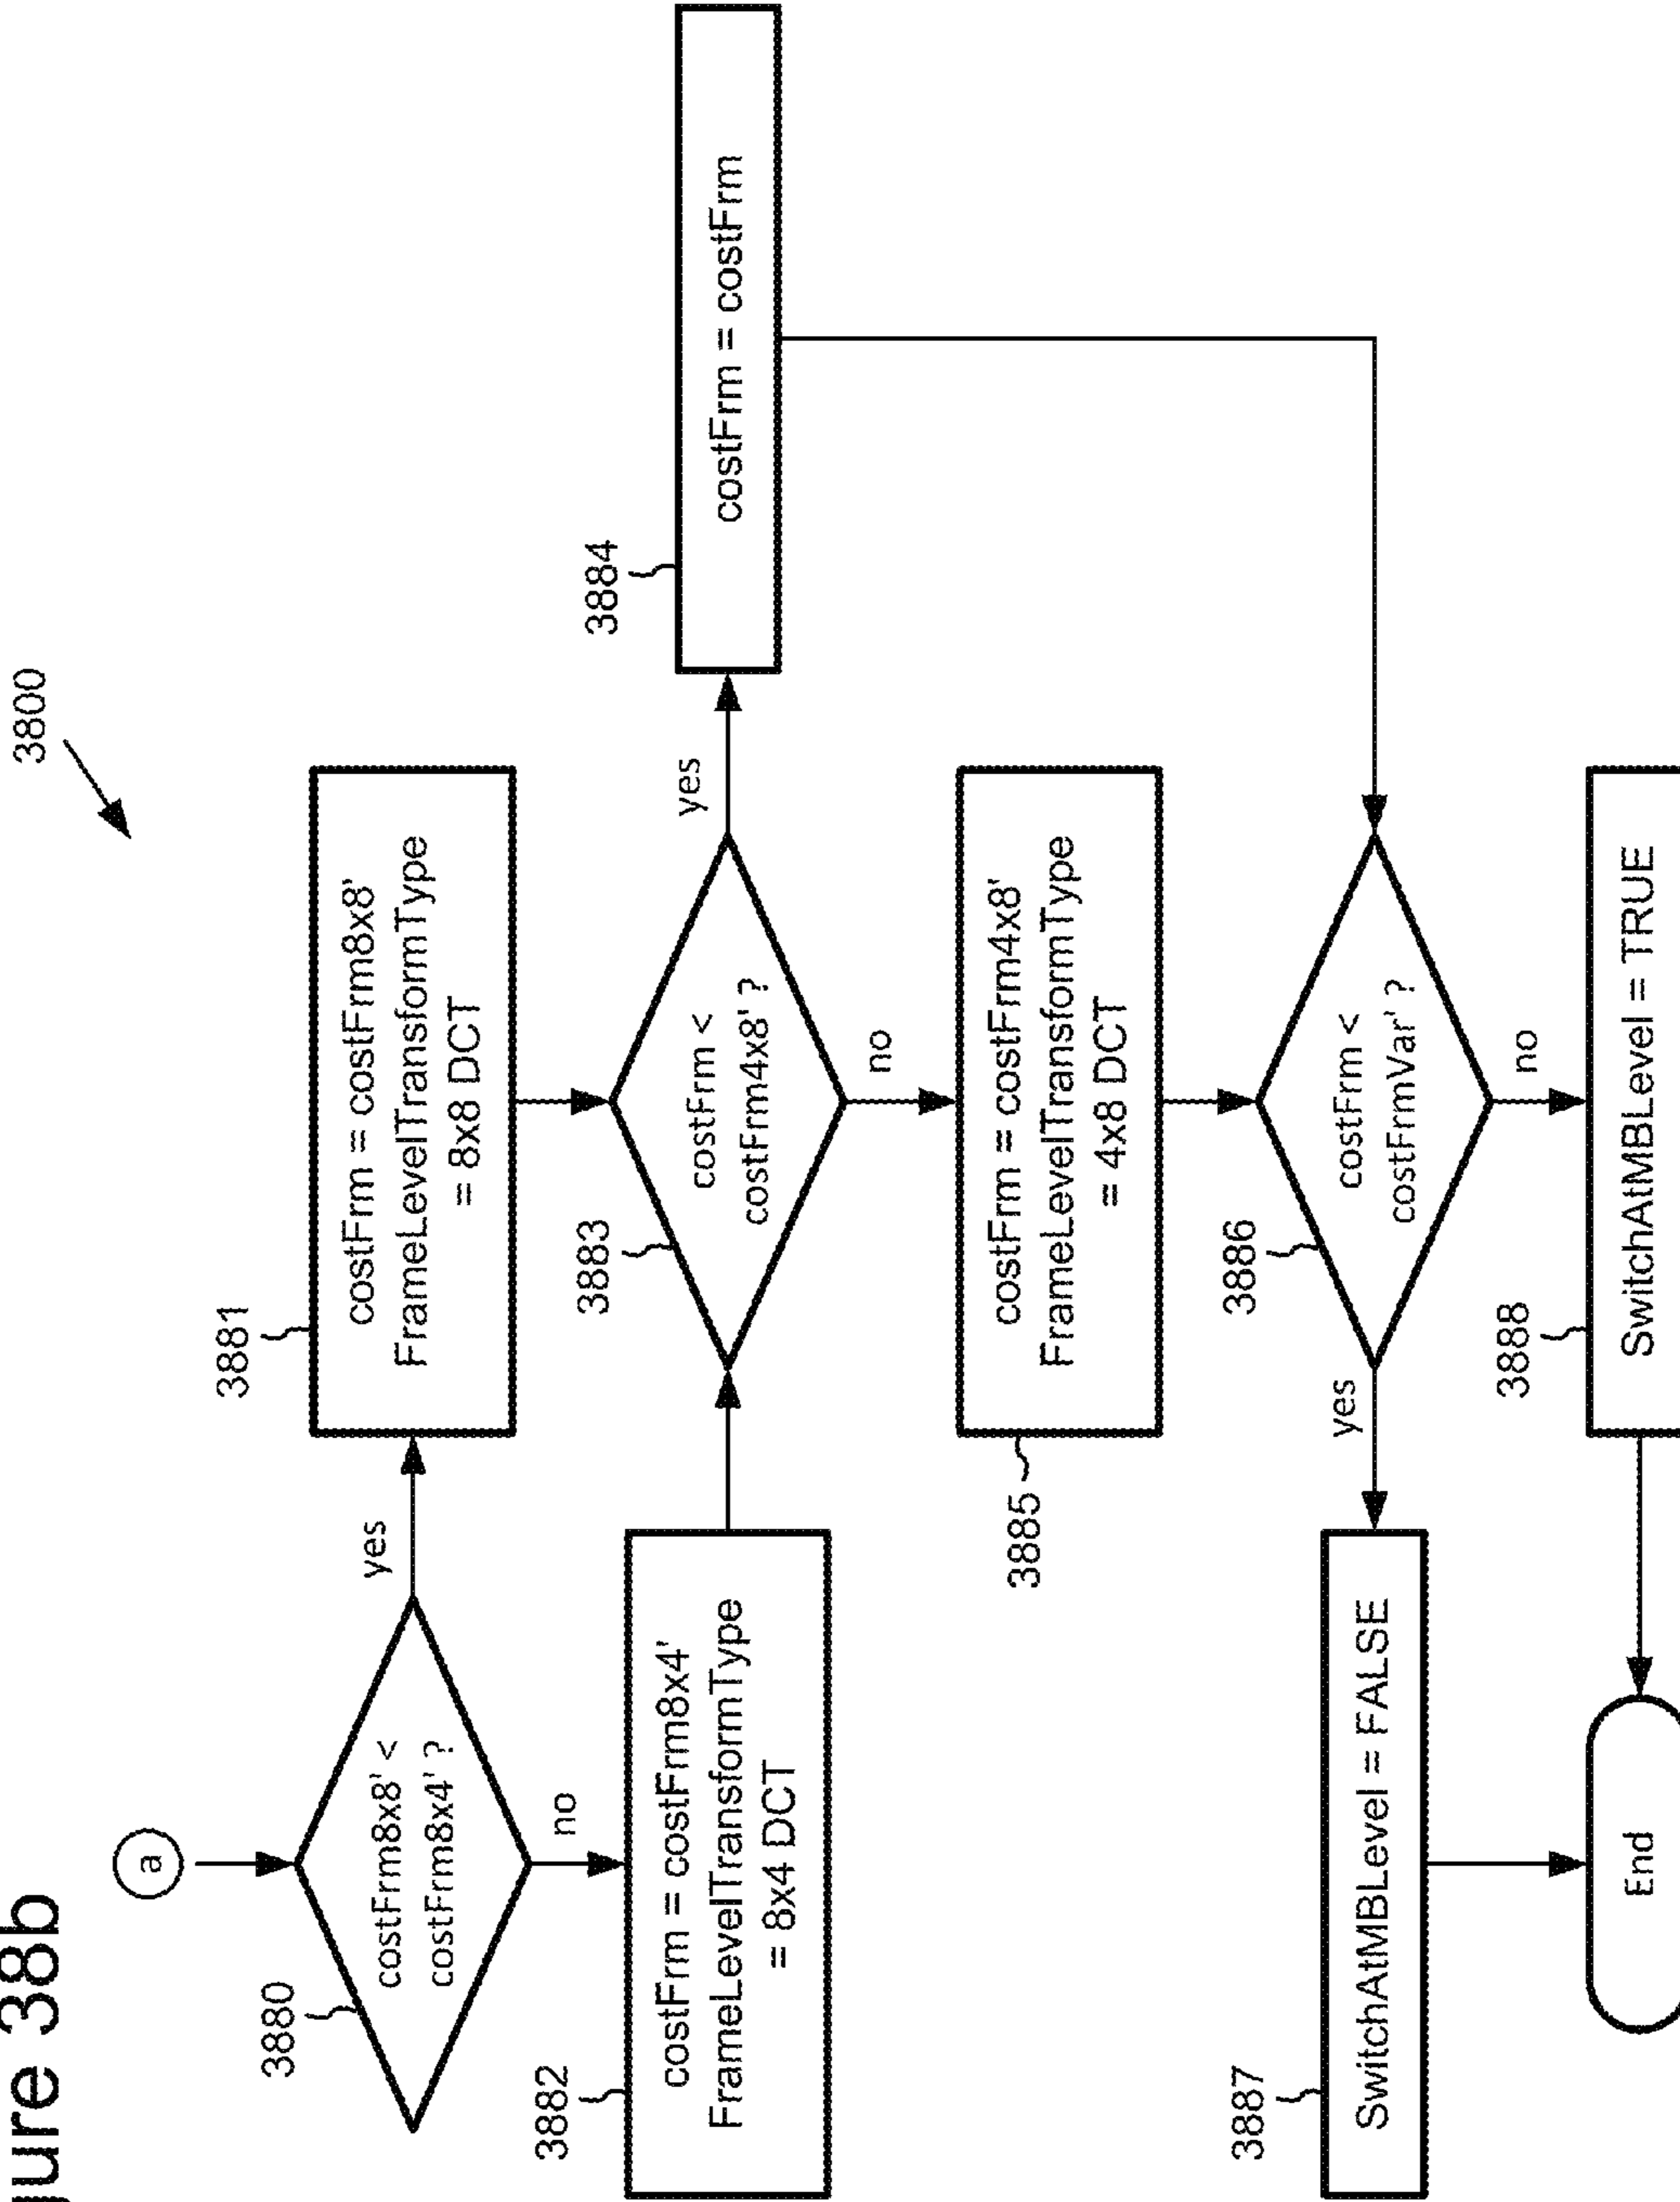 gure 38b
3800
a
3880
costFrm8x8' <
costFrm8x4' ?
yes
no
3881
costFrm = costFrm8x8'
FrameLevelTransformType
= 8x8 DCT
3882
costFrm = costFrm8x4'
FrameLevelTransformType
= 8x4 DCT
3883
costFrm <
costFrm4x8' ?
yes
no
3884
costFrm = costFrm
3885
costFrm = costFrm4x8'
FrameLevelTransformType
= 4x8 DCT
3886
costFrm <
costFrmVar' ?
yes
no
3887
SwitchAtMBLevel = FALSE
3888
SwitchAtMBLevel = TRUE
End